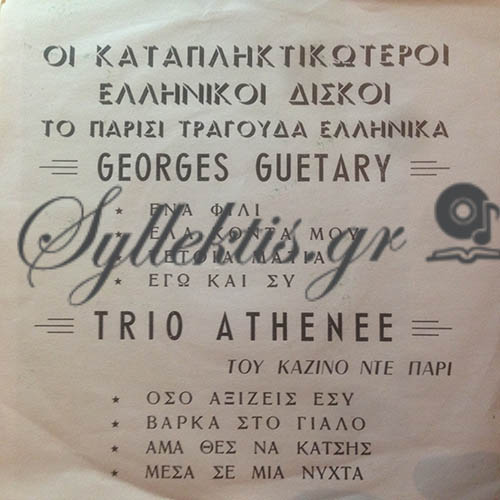 ΟΙ ΚΑΤΑΠΛΗΚΤΙΚΩΤΕΡΟΙ
ΕΛΛΗΝΙΚΟΙ ΔΙΣΚΟΙ
ΤΟ ΠΑΡΙΣΙ ΤΡΑΓΟΥΔΑ ΕΛΛΗΝΙΚΑ
GEORGES GUETARY
★ ΕΝΑ ΦΙΛΙ
★ ΕΛΑ ΚΟΝΤΑ ΜΟΥ
★ ΤΕΤΟΙΑ ΜΑΤΙΑ
★ ΕΓΩ ΚΑΙ ΣΥ
Syllektis.gr
TRIO ATHENEE
ΤΟΥ ΚΑΖΙΝΟ ΝΤΕ ΠΑΡΙ
★ ΟΣΟ ΑΞΙΖΕΙΣ ΕΣΥ
★ ΒΑΡΚΑ ΣΤΟ ΓΙΑΛΟ
★ ΑΜΑ ΘΕΣ ΝΑ ΚΑΤΣΗΣ
★ ΜΕΣΑ ΣΕ ΜΙΑ ΝΥΧΤΑ